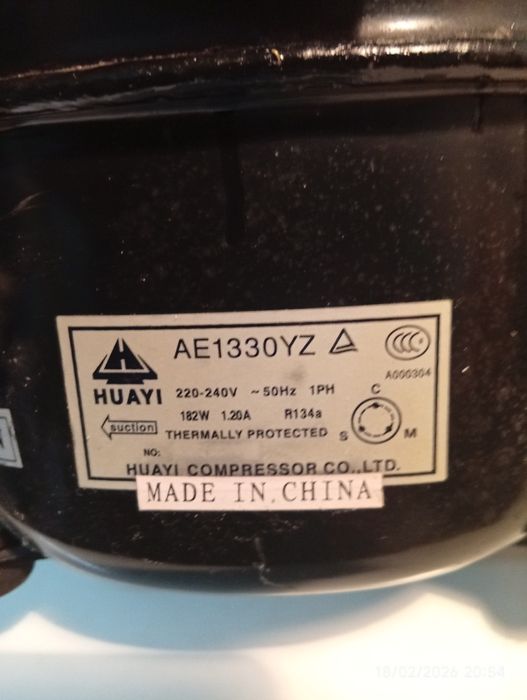 AE1330YZ
CCC
A000304
HUAYI
220-240V ~50Hz 1PH
182W 1.20A R134a
suction
THERMALLY PROTECTED
C
S M
NO:
HUAYI COMPRESSOR CO.,LTD.
MADE IN CHINA
N
18/02/2026 20:54